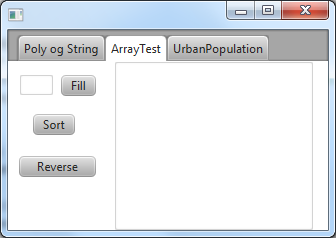 Poly og String ArrayTest UrbanPopulation
Fill
Sort
Reverse